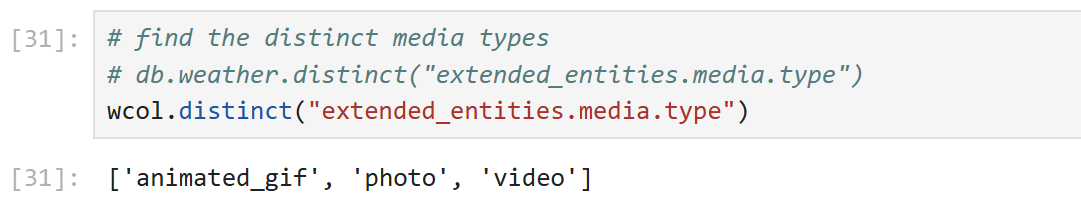 [31]: # find the distinct media types
# db.weather.distinct("extended_entities.media.type")
wcol.distinct("extended_entities.media.type")
[31]: ['animated_gif', 'photo', 'video']